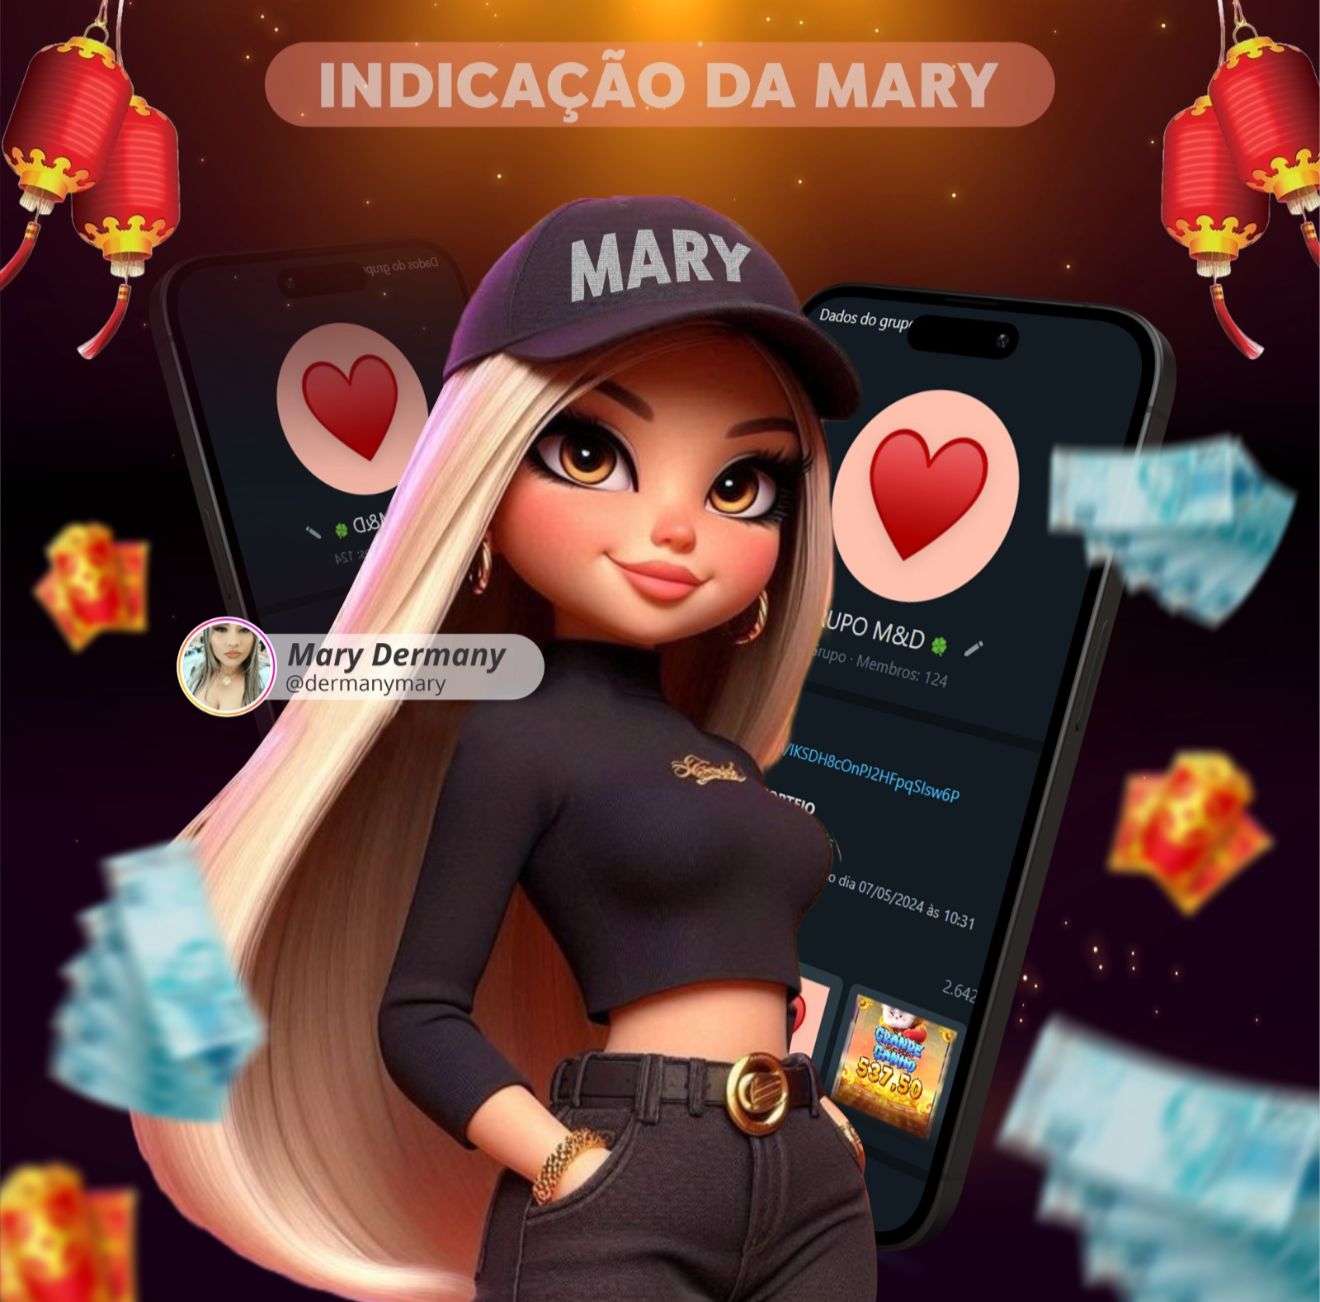 INDICAÇÃO DA MARY
MARY
Dados do grupo
Dados do grupo
M&D
124
UPO M&D
Grupo · Membros: 124
Mary Dermany
@dermanymary
/IKSDH8cOnPJ2HFpqSlsw6P
o dia 07/05/2024 às 10:31
2.642
GRANDE
GANHO
537,50